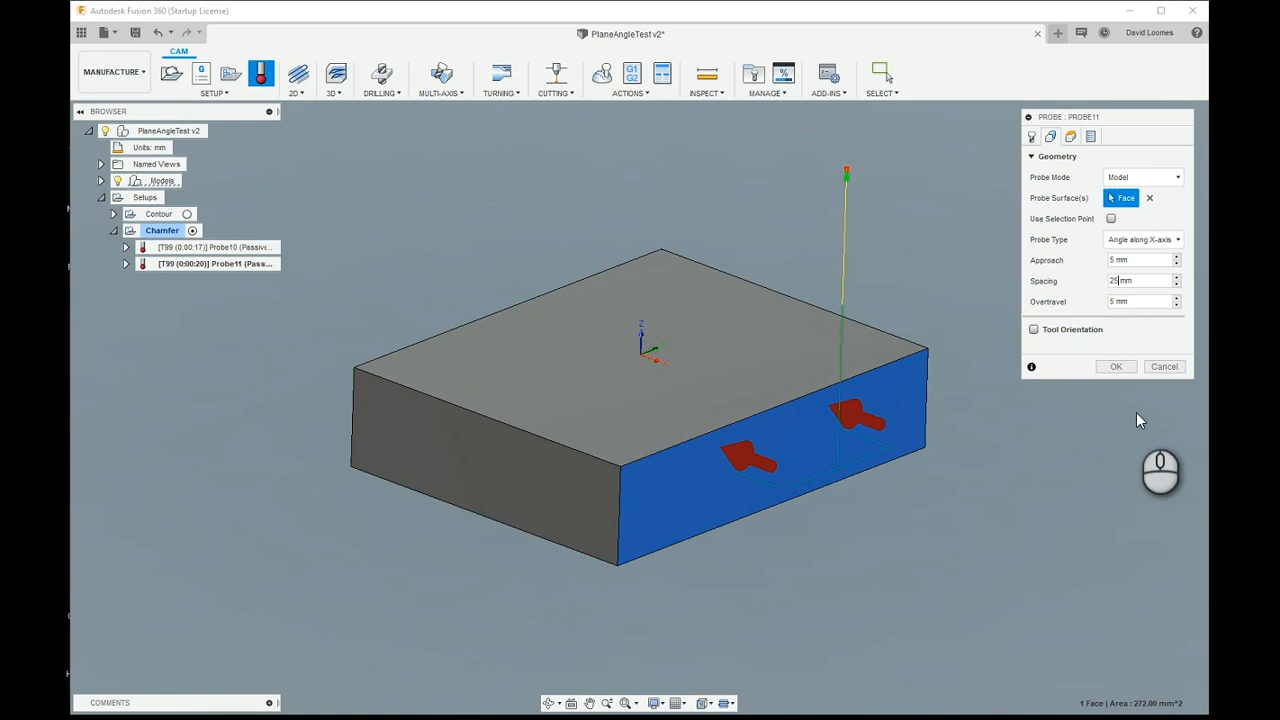 Autodesk Fusion 360 (Startup License)
PlaneAngleTest v2*
David Loomes
CAM
MANUFACTURE
SETUP
2D
3D
DRILLING
MULTI-AXIS
TURNING
CUTTING
ACTIONS
INSPECT
MANAGE
ADD-INS
SELECT
G
G1
G2
%
BROWSER
PlaneAngleTest v2
Units: mm
Named Views
Models
Setups
Contour
Chamfer
[T99 (0:00:17)] Probe10 (Passiv...
[T99 (0:00:20)] Probe11 (Pass...
PROBE : PROBE11
Geometry
Probe Mode Model
Probe Surface(s) Face
Use Selection Point
Probe Type Angle along X-axis
Approach 5 mm
Spacing 25 mm
Overtravel 5 mm
Tool Orientation
OK Cancel
Z
X
COMMENTS
1 Face | Area : 272.00 mm^2